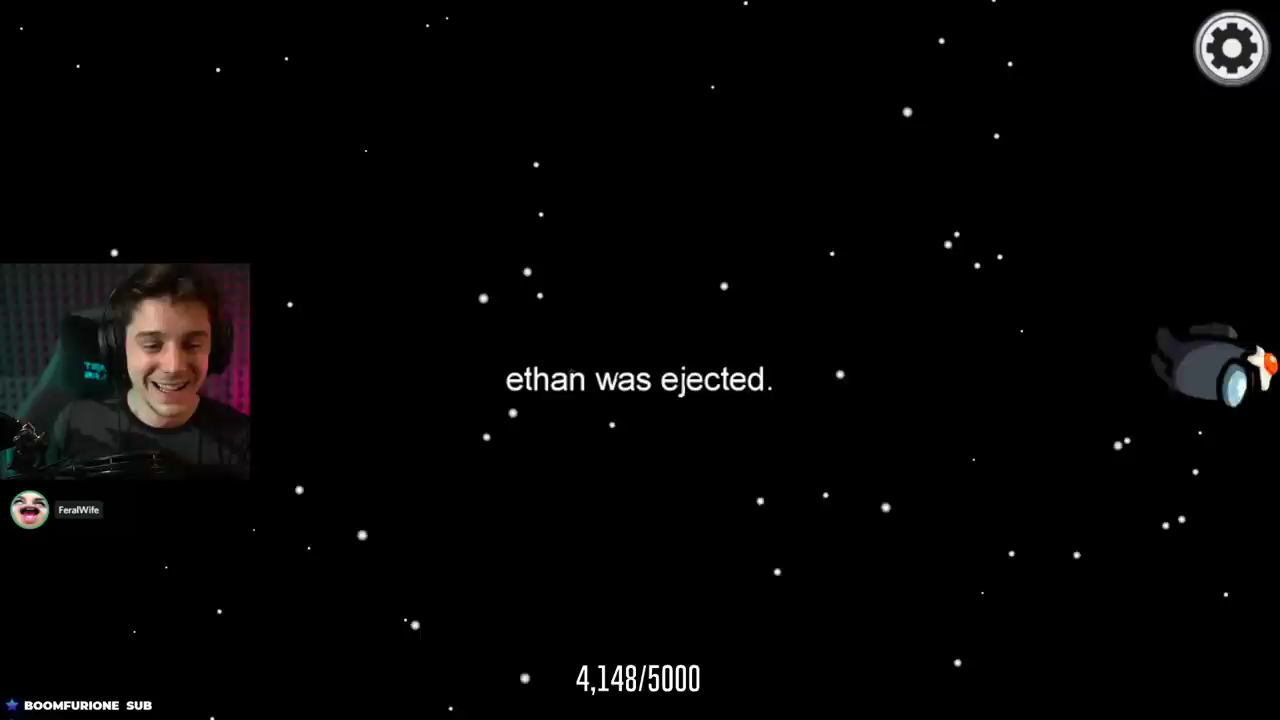 ethan was ejected.
FeralWife
4,148/5000
BOOMFURIONE SUB